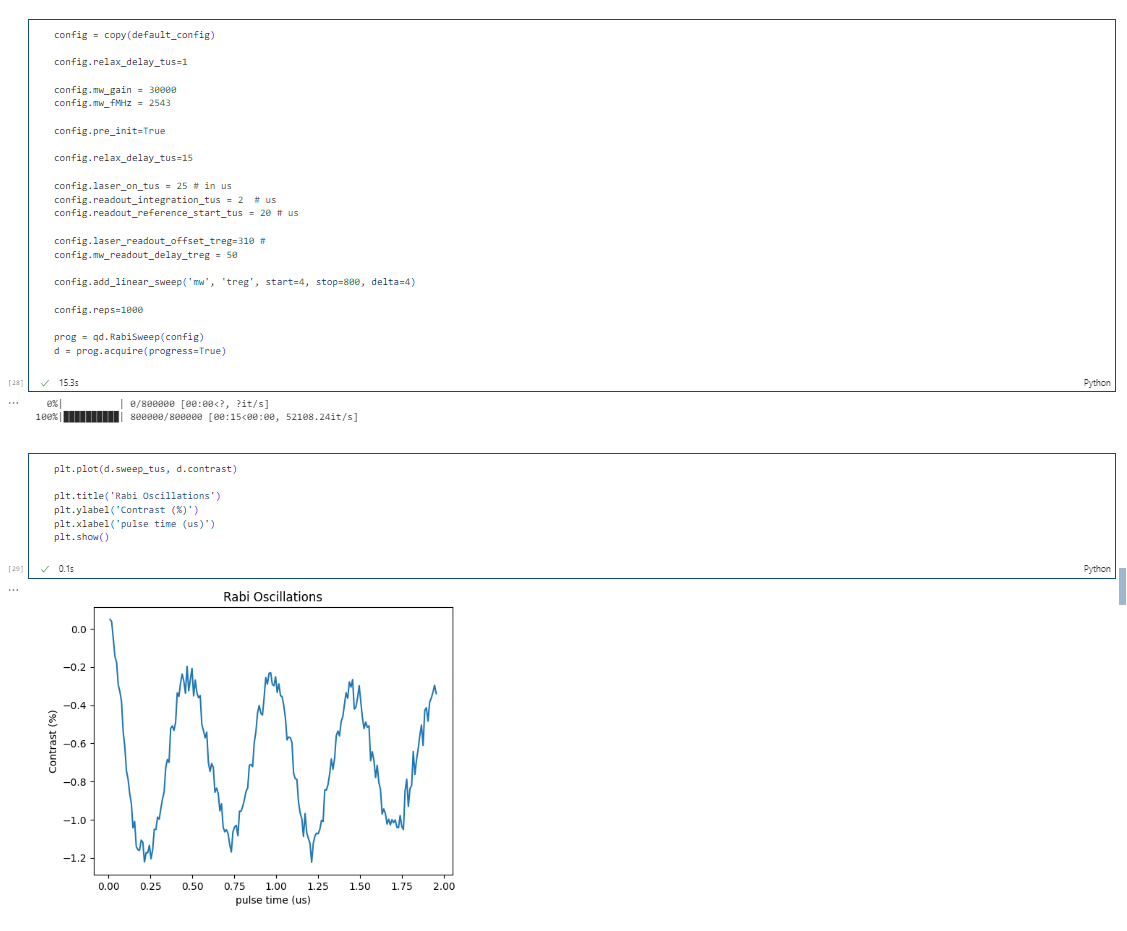 config = copy(default_config)
config.relax_delay_tus=1
config.mw_gain = 30000
config.mw_fMHz = 2543
config.pre_init=True
config.relax_delay_tus=15
config.laser_on_tus = 25 # in us
config.readout_integration_tus = 2  # us
config.readout_reference_start_tus = 20 # us
config.laser_readout_offset_treg=310 #
config.mw_readout_delay_treg = 50
config.add_linear_sweep('mw', 'treg', start=4, stop=800, delta=4)
config.reps=1000
prog = qd.RabiSweep(config)
d = prog.acquire(progress=True)
[28] ✓ 15.3s Python
... 0%| | 0/800000 [00:00<?, ?it/s]
100%|██████████| 800000/800000 [00:15<00:00, 52108.24it/s]
plt.plot(d.sweep_tus, d.contrast)
plt.title('Rabi Oscillations')
plt.ylabel('Contrast (%)')
plt.xlabel('pulse time (us)')
plt.show()
[29] ✓ 0.1s Python
...
Rabi Oscillations
0.0
−0.2
−0.4
−0.6
−0.8
−1.0
−1.2
Contrast (%)
0.00 0.25 0.50 0.75 1.00 1.25 1.50 1.75 2.00
pulse time (us)